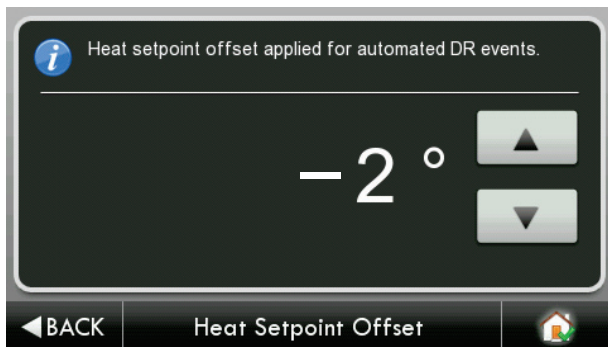 Heat setpoint offset applied for automated DR events.
−2°
BACK
Heat Setpoint Offset